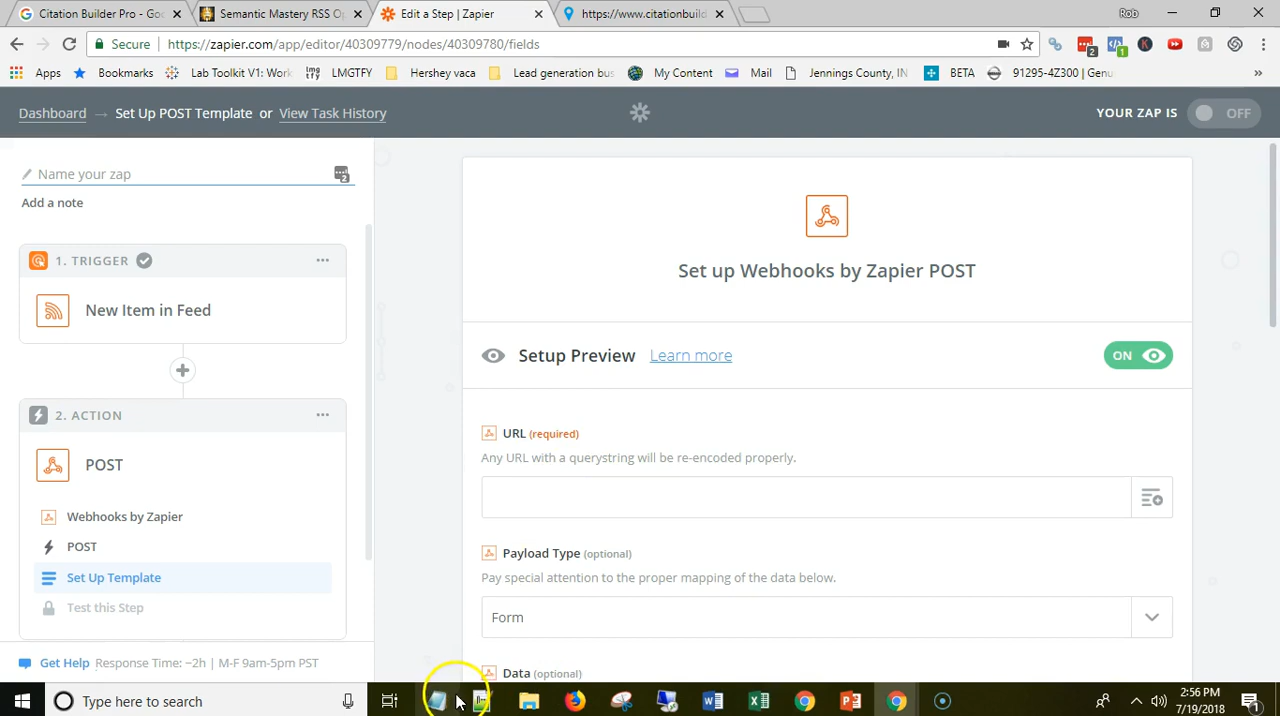 Citation Builder Pro - Goo
Semantic Mastery RSS Op
Edit a Step | Zapier
https://www.citationbuild
Rob
Secure
https://zapier.com/app/editor/40309779/nodes/40309780/fields
Apps
Bookmarks
Lab Toolkit V1: Work
LMGTFY
Hershey vaca
Lead generation bus
My Content
Mail
Jennings County, IN
BETA
91295-4Z300 | Genu
Dashboard → Set Up POST Template or View Task History
YOUR ZAP IS OFF
Name your zap
Add a note
1. TRIGGER
New Item in Feed
2. ACTION
POST
Webhooks by Zapier
POST
Set Up Template
Test this Step
Get Help Response Time: ~2h | M-F 9am-5pm PST
Set up Webhooks by Zapier POST
Setup Preview Learn more
ON
URL (required)
Any URL with a querystring will be re-encoded properly.
Payload Type (optional)
Pay special attention to the proper mapping of the data below.
Form
Data (optional)
Type here to search
2:56 PM
7/19/2018